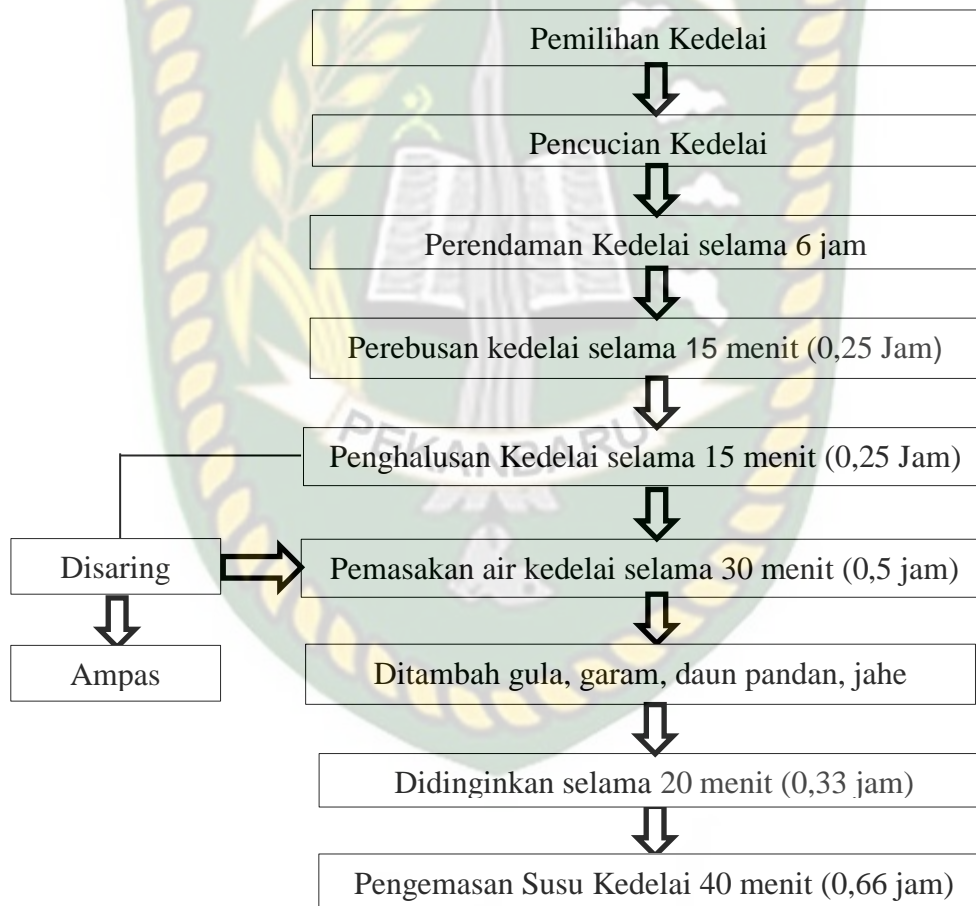 Pemilihan Kedelai
Pencucian Kedelai
Perendaman Kedelai selama 6 jam
Perebusan kedelai selama 15 menit (0,25 Jam)
PEKANBARU
Penghalusan Kedelai selama 15 menit (0,25 Jam)
Disaring
Pemasakan air kedelai selama 30 menit (0,5 jam)
Ampas
Ditambah gula, garam, daun pandan, jahe
Didinginkan selama 20 menit (0,33 jam)
Pengemasan Susu Kedelai 40 menit (0,66 jam)